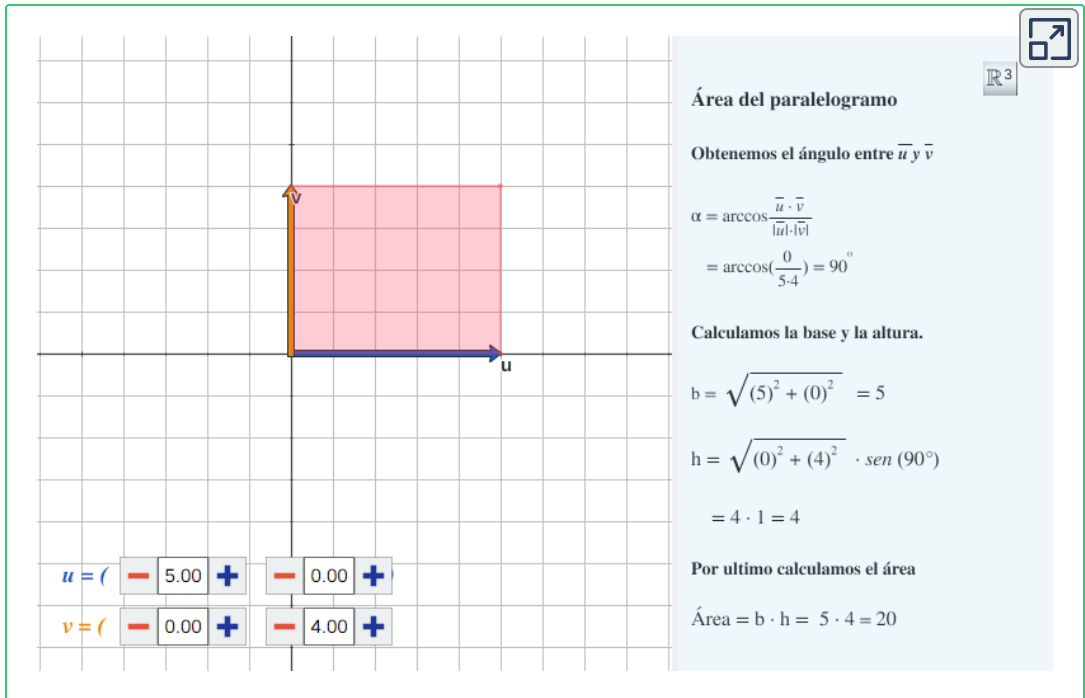 ℝ³
Área del paralelogramo
Obtenemos el ángulo entre u̅ y v̅
α = arccos (u̅ · v̅)/(|u̅|·|v̅|)
= arccos(0/(5·4)) = 90°
Calculamos la base y la altura.
b = √((5)² + (0)²) = 5
h = √((0)² + (4)²) · sen (90°)
= 4 · 1 = 4
Por ultimo calculamos el área
Área = b · h = 5 · 4 = 20
v
u
u = ( − 5.00 + − 0.00 + )
v = ( − 0.00 + − 4.00 +